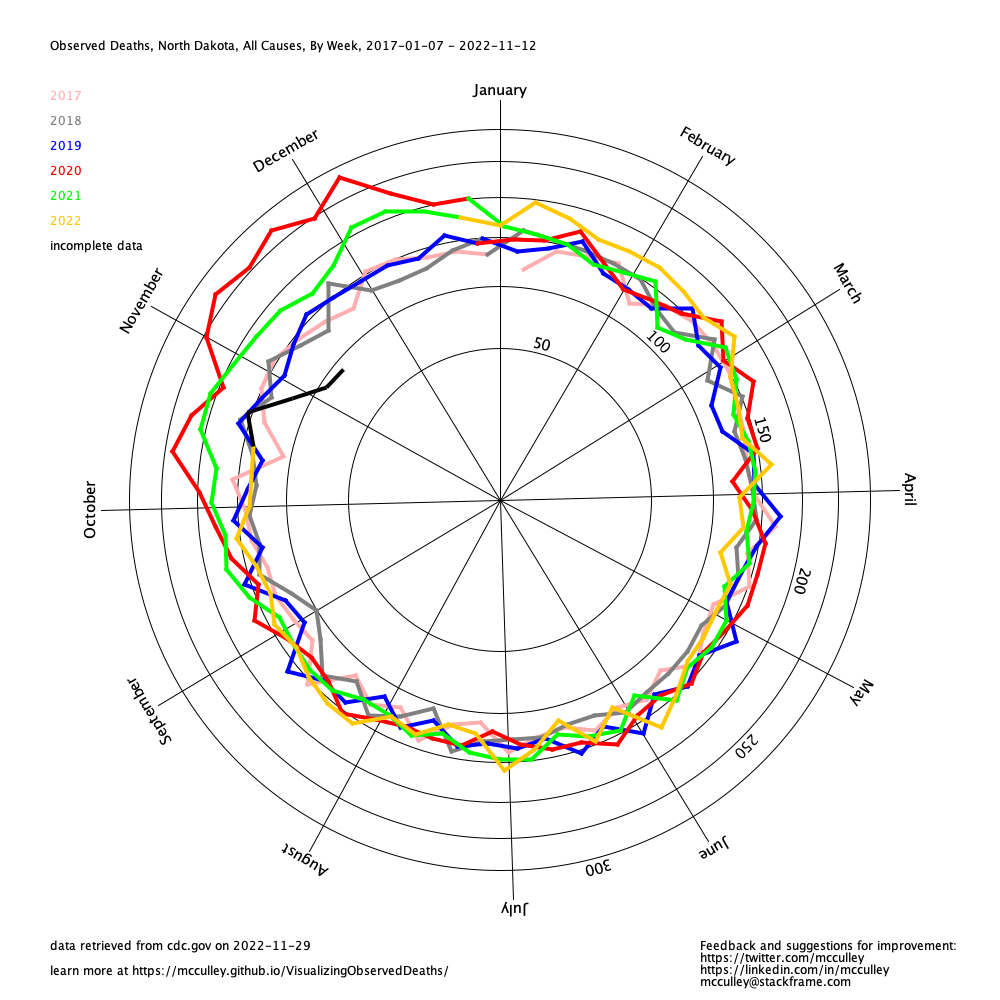 Observed Deaths, North Dakota, All Causes, By Week, 2017-01-07 - 2022-11-12
January
2017
2018
2019
2020
2021
2022
incomplete data
December
February
November
March
50
100
150
October
April
200
September
May
250
August
June
300
July
data retrieved from cdc.gov on 2022-11-29
learn more at https://mcculley.github.io/VisualizingObservedDeaths/
Feedback and suggestions for improvement:
https://twitter.com/mcculley
https://linkedin.com/in/mcculley
mcculley@stackframe.com